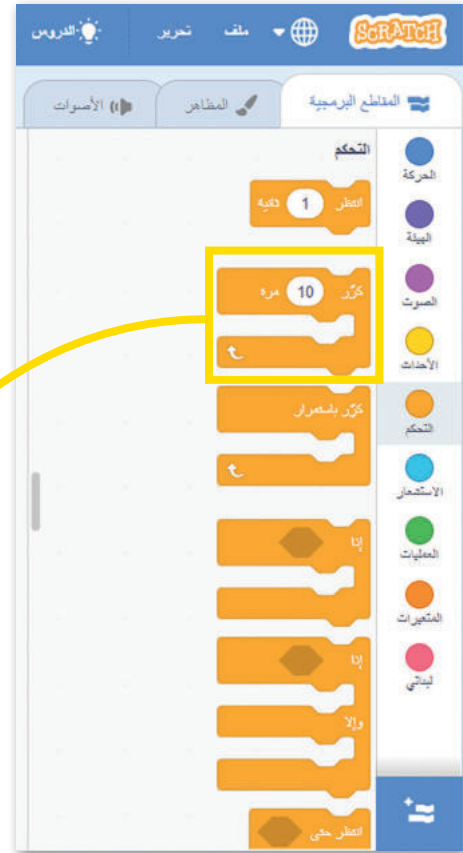 SCRATCH ملف تحرير الدروس
المقاطع البرمجية المظاهر الأصوات
التحكم
الحركة
انتظر 1 ثانية
الهيئة
كرّر 10 مرة
الصوت
الأحداث
كرّر باستمرار
التحكم
الاستشعار
إذا
العمليات
المتغيرات
إذا
لبناتي
وإلا
انتظر حتى